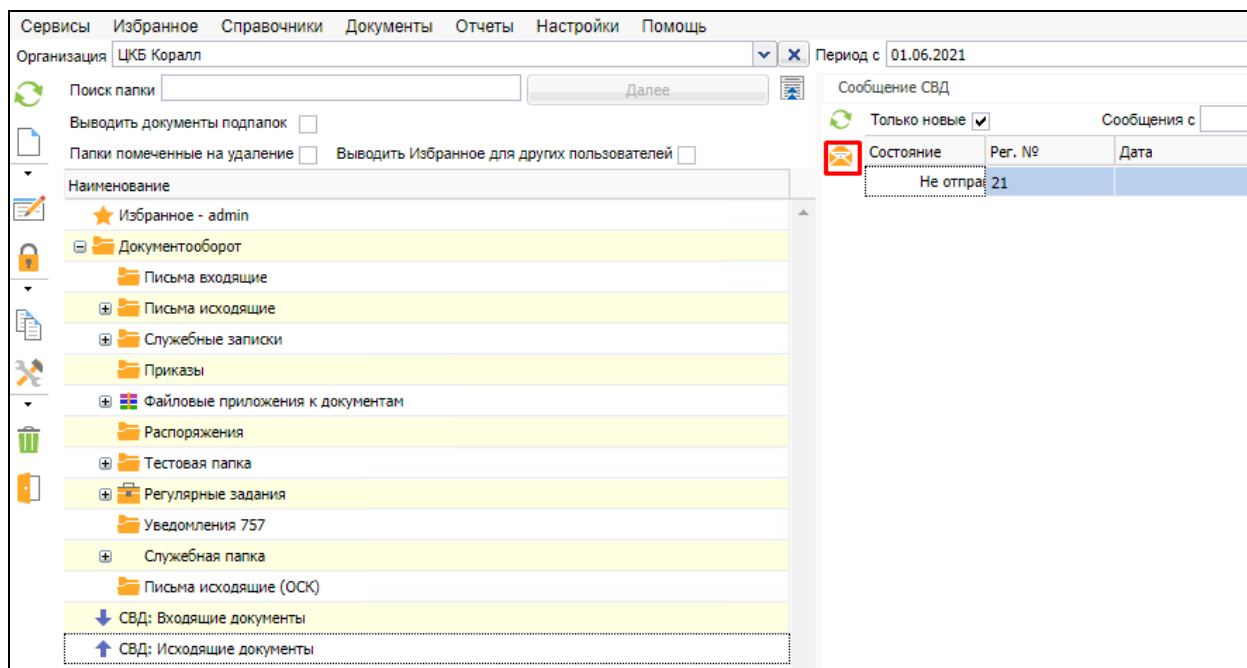 Сервисы Избранное Справочники Документы Отчеты Настройки Помощь
Организация ЦКБ Коралл Период с 01.06.2021
Поиск папки Далее Сообщение СВД
Выводить документы подпапок Только новые Сообщения с
Папки помеченные на удаление Выводить Избранное для других пользователей Состояние Рег. № Дата
Наименование Не отпра 21
Избранное - admin
Документооборот
Письма входящие
Письма исходящие
Служебные записки
Приказы
Файловые приложения к документам
Распоряжения
Тестовая папка
Регулярные задания
Уведомления 757
Служебная папка
Письма исходящие (ОСК)
СВД: Входящие документы
СВД: Исходящие документы